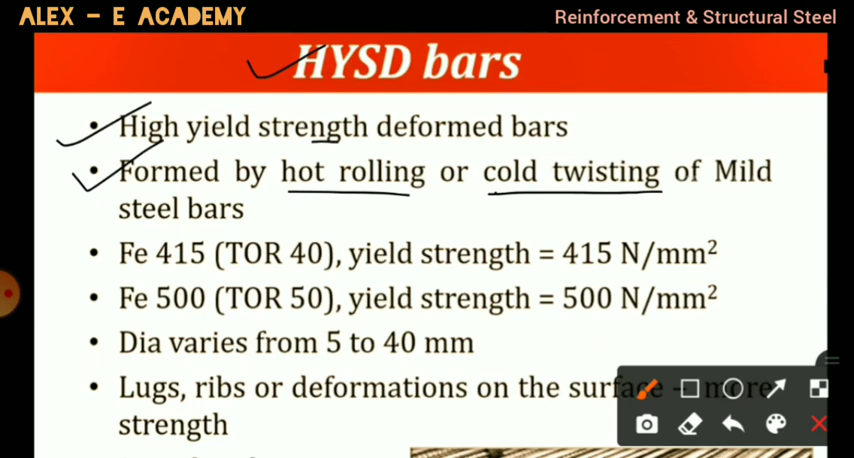 ALEX – E ACADEMY
Reinforcement & Structural Steel
HYSD bars
• High yield strength deformed bars
• Formed by hot rolling or cold twisting of Mild
steel bars
• Fe 415 (TOR 40), yield strength = 415 N/mm²
• Fe 500 (TOR 50), yield strength = 500 N/mm²
• Dia varies from 5 to 40 mm
• Lugs, ribs or deformations on the surface – more
strength